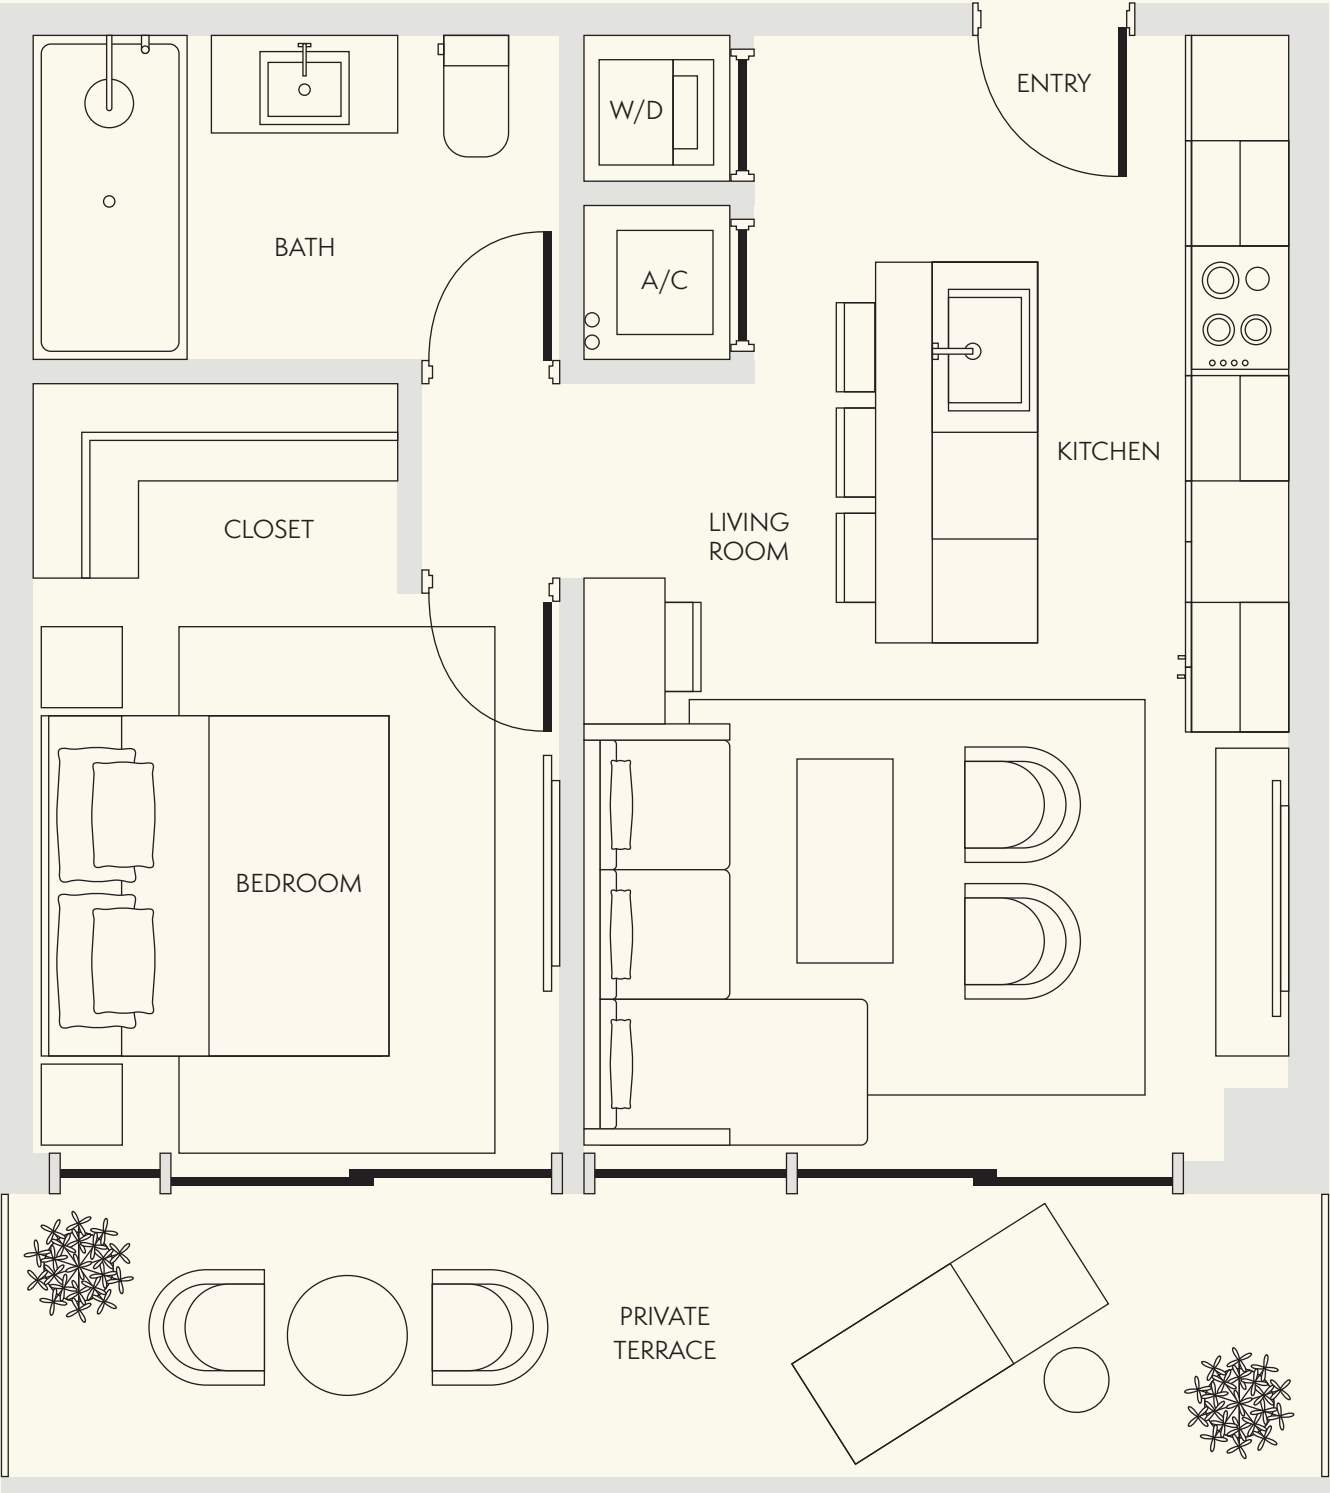 ENTRY
W/D
BATH
A/C
KITCHEN
LIVING
ROOM
CLOSET
BEDROOM
PRIVATE
TERRACE